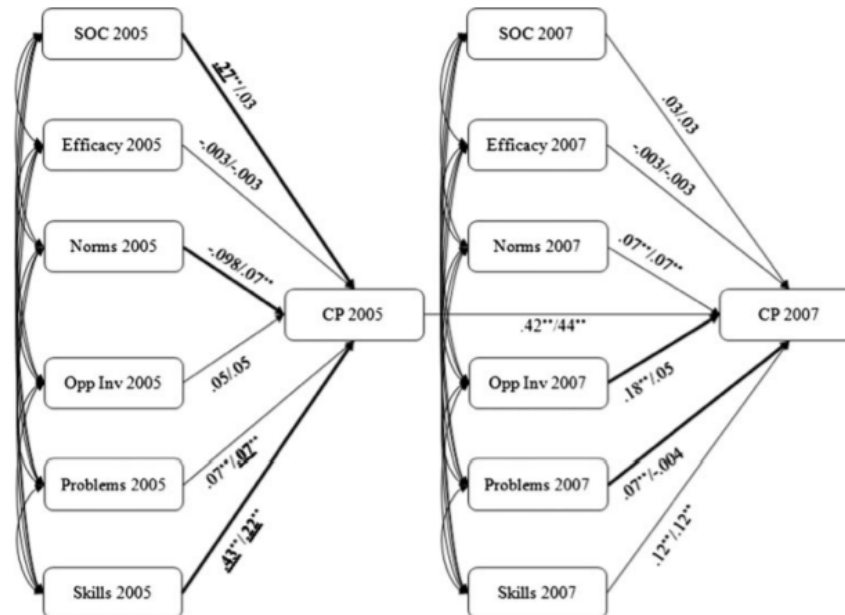 SOC 2005
SOC 2007
.27**/.03
.03/.03
Efficacy 2005
Efficacy 2007
-.003/-.003
-.003/-.003
Norms 2005
Norms 2007
-.098/.07**
.07**/.07**
CP 2005
CP 2007
.42**/44**
Opp Inv 2005
Opp Inv 2007
.05/.05
.18**/.05
Problems 2005
Problems 2007
.07**/.07**
.07**/-.004
.43**/.22**
.12**/.12**
Skills 2005
Skills 2007